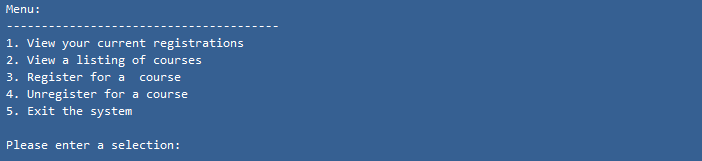 Menu:
---------------------------------------
1. View your current registrations
2. View a listing of courses
3. Register for a  course
4. Unregister for a course
5. Exit the system
Please enter a selection: